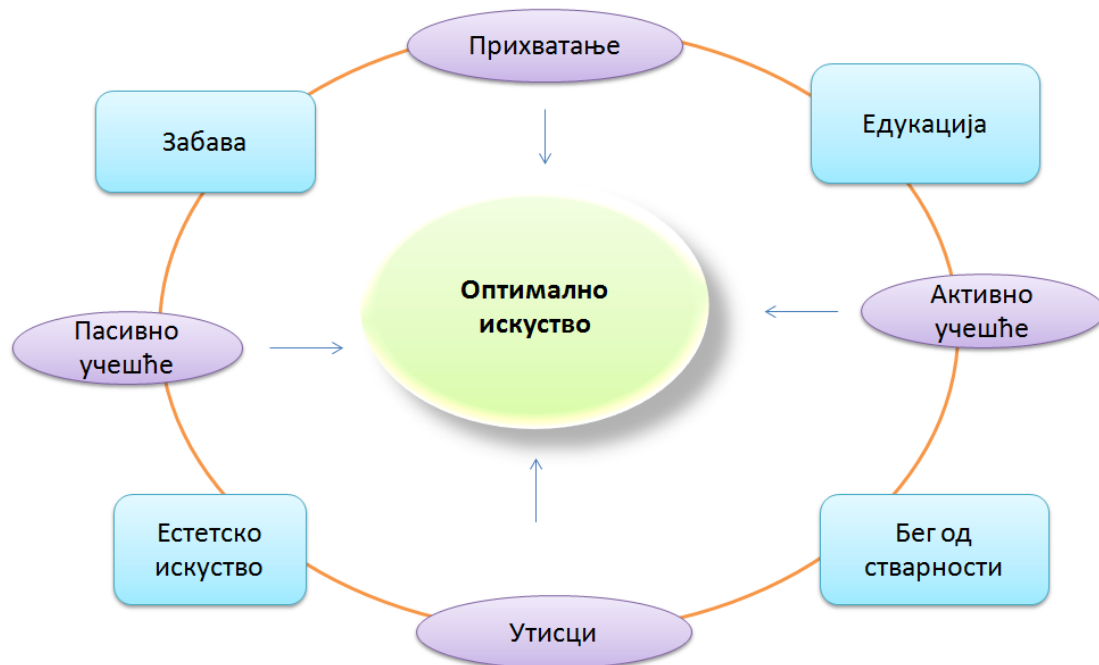 Прихватање
Забава
Едукација
Оптимално
искуство
Пасивно
учешће
Активно
учешће
Естетско
искуство
Бег од
стварности
Утисци